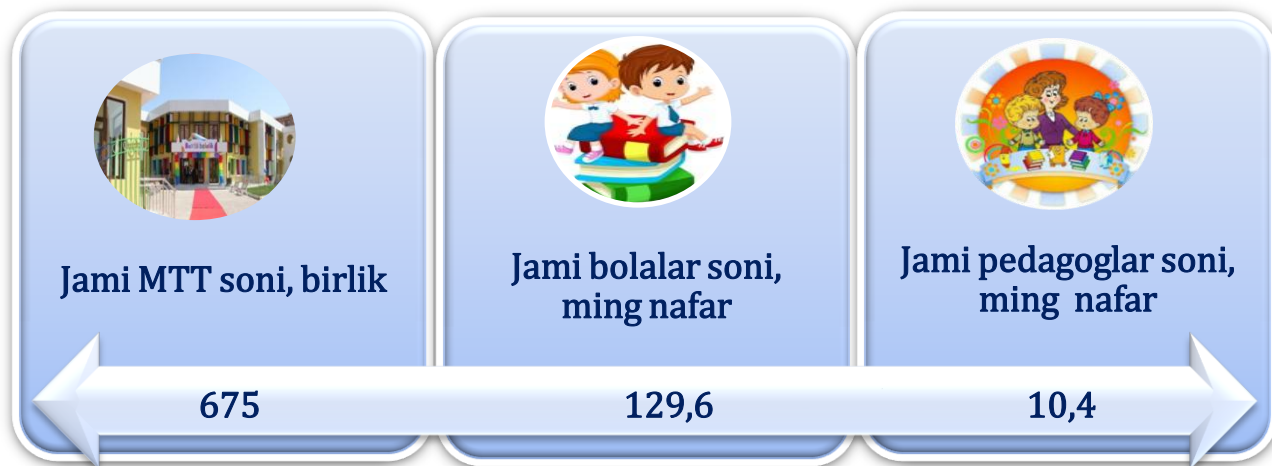 Jami MTT soni, birlik
675
Jami bolalar soni,
ming nafar
129,6
Jami pedagoglar soni,
ming nafar
10,4